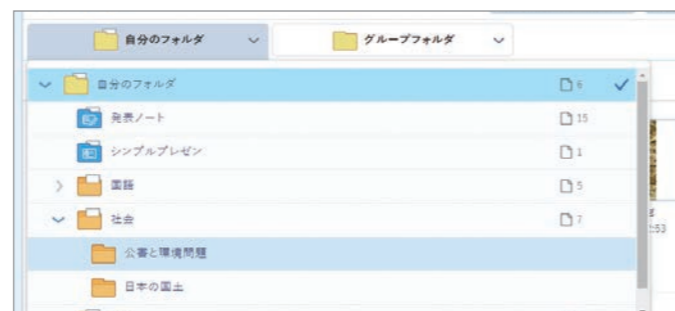 自分のフォルダ グループフォルダ
自分のフォルダ 6
発表ノート 15
シンプルプレゼン 1
国語 5
社会 7
公害と環境問題
:53
日本の国土